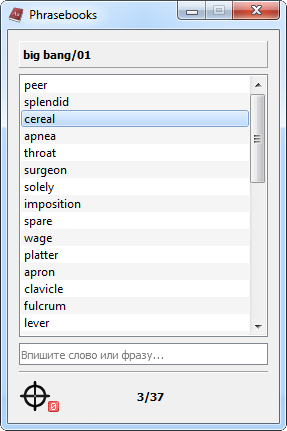 Phrasebooks
big bang/01
peer
splendid
cereal
apnea
throat
surgeon
solely
imposition
spare
wage
platter
apron
clavicle
fulcrum
lever
Впишите слово или фразу...
0
3/37